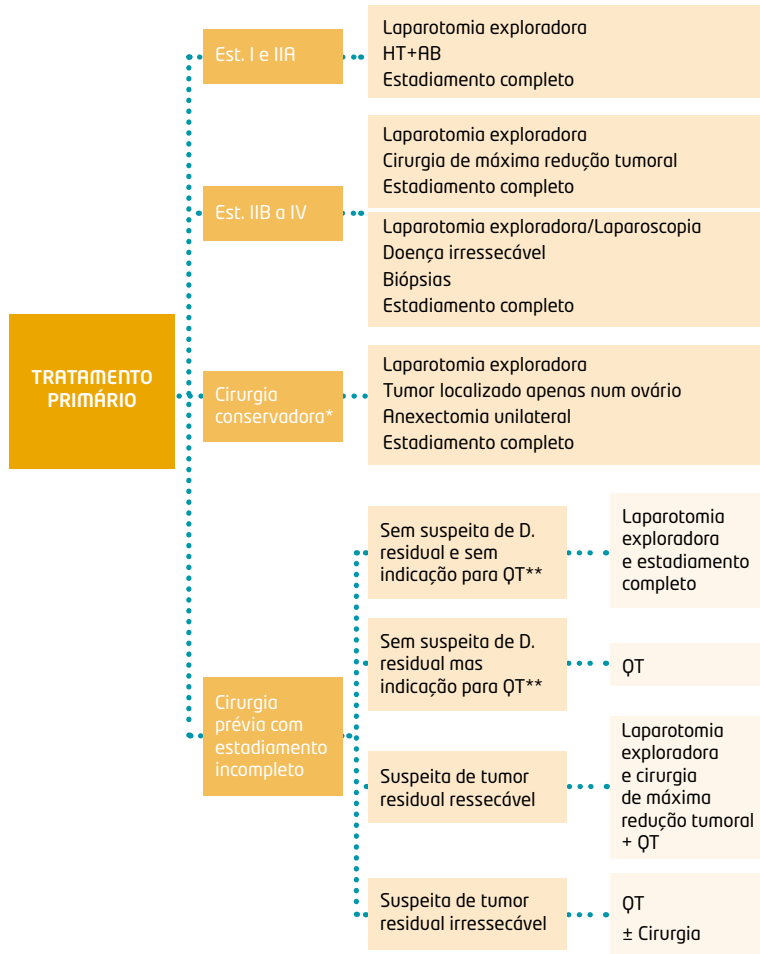 TRATAMENTO
PRIMÁRIO
Est. I e IIA
Laparotomia exploradora
HT+AB
Estadiamento completo
Est. IIB a IV
Laparotomia exploradora
Cirurgia de máxima redução tumoral
Estadiamento completo
Laparotomia exploradora/Laparoscopia
Doença irressecável
Biópsias
Estadiamento completo
Cirurgia
conservadora*
Laparotomia exploradora
Tumor localizado apenas num ovário
Anexectomia unilateral
Estadiamento completo
Cirurgia
prévia com
estadiamento
incompleto
Sem suspeita de D.
residual e sem
indicação para QT**
Laparotomia
exploradora
e estadiamento
completo
Sem suspeita de D.
residual mas
indicação para QT**
QT
Suspeita de tumor
residual ressecável
Laparotomia
exploradora
e cirurgia
de máxima
redução tumoral
+ QT
Suspeita de tumor
residual irressecável
QT
± Cirurgia